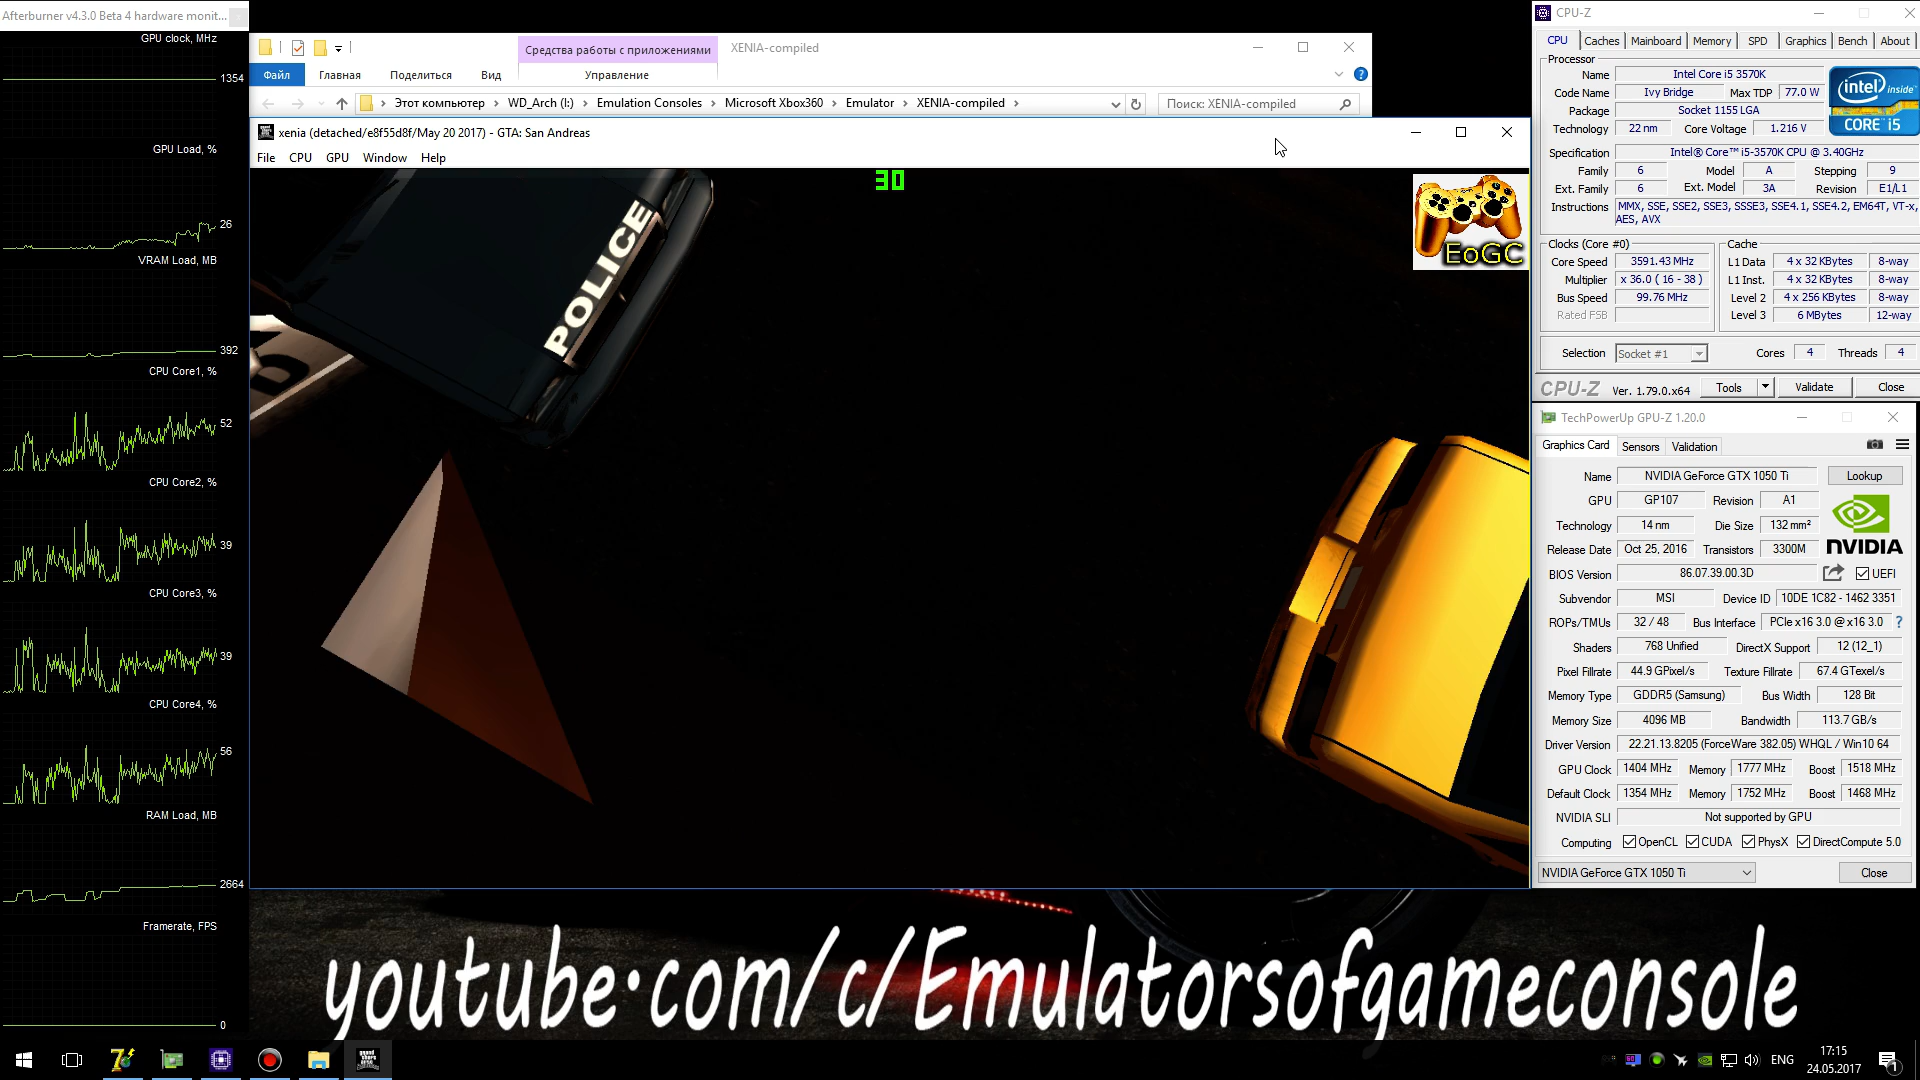 Afterburner v4.3.0 Beta 4 hardware monit...
GPU clock, MHz
1354
GPU Load, %
26
VRAM Load, MB
392
CPU Core1, %
52
CPU Core2, %
39
CPU Core3, %
39
CPU Core4, %
56
RAM Load, MB
2664
Framerate, FPS
0
Средства работы с приложениями
XENIA-compiled
Файл
Главная
Поделиться
Вид
Управление
Этот компьютер > WD_Arch (I:) > Emulation Consoles > Microsoft Xbox360 > Emulator > XENIA-compiled >
Поиск: XENIA-compiled
xenia (detached/e8f55d8f/May 20 2017) - GTA: San Andreas
File CPU GPU Window Help
30
POLICE
EoGC
CPU-Z
CPU Caches Mainboard Memory SPD Graphics Bench About
Processor
Name Intel Core i5 3570K
Code Name Ivy Bridge Max TDP 77.0 W
Package Socket 1155 LGA
Technology 22 nm Core Voltage 1.216 V
intel inside
CORE i5
Specification Intel® Core™ i5-3570K CPU @ 3.40GHz
Family 6 Model A Stepping 9
Ext. Family 6 Ext. Model 3A Revision E1/L1
Instructions MMX, SSE, SSE2, SSE3, SSSE3, SSE4.1, SSE4.2, EM64T, VT-x,
AES, AVX
Clocks (Core #0)
Core Speed 3591.43 MHz
Multiplier x 36.0 ( 16 - 38 )
Bus Speed 99.76 MHz
Rated FSB
Cache
L1 Data 4 x 32 KBytes 8-way
L1 Inst. 4 x 32 KBytes 8-way
Level 2 4 x 256 KBytes 8-way
Level 3 6 MBytes 12-way
Selection Socket #1 Cores 4 Threads 4
CPU-Z Ver. 1.79.0.x64 Tools Validate Close
TechPowerUp GPU-Z 1.20.0
Graphics Card Sensors Validation
Name NVIDIA GeForce GTX 1050 Ti Lookup
GPU GP107 Revision A1
Technology 14 nm Die Size 132 mm²
Release Date Oct 25, 2016 Transistors 3300M
NVIDIA
BIOS Version 86.07.39.00.3D UEFI
Subvendor MSI Device ID 10DE 1C82 - 1462 3351
ROPs/TMUs 32 / 48 Bus Interface PCIe x16 3.0 @ x16 3.0 ?
Shaders 768 Unified DirectX Support 12 (12_1)
Pixel Fillrate 44.9 GPixel/s Texture Fillrate 67.4 GTexel/s
Memory Type GDDR5 (Samsung) Bus Width 128 Bit
Memory Size 4096 MB Bandwidth 113.7 GB/s
Driver Version 22.21.13.8205 (ForceWare 382.05) WHQL / Win10 64
GPU Clock 1404 MHz Memory 1777 MHz Boost 1518 MHz
Default Clock 1354 MHz Memory 1752 MHz Boost 1468 MHz
NVIDIA SLI Not supported by GPU
Computing OpenCL CUDA PhysX DirectCompute 5.0
NVIDIA GeForce GTX 1050 Ti Close
youtube.com/c/Emulatorsofgameconsole
ENG
17:15
24.05.2017
1